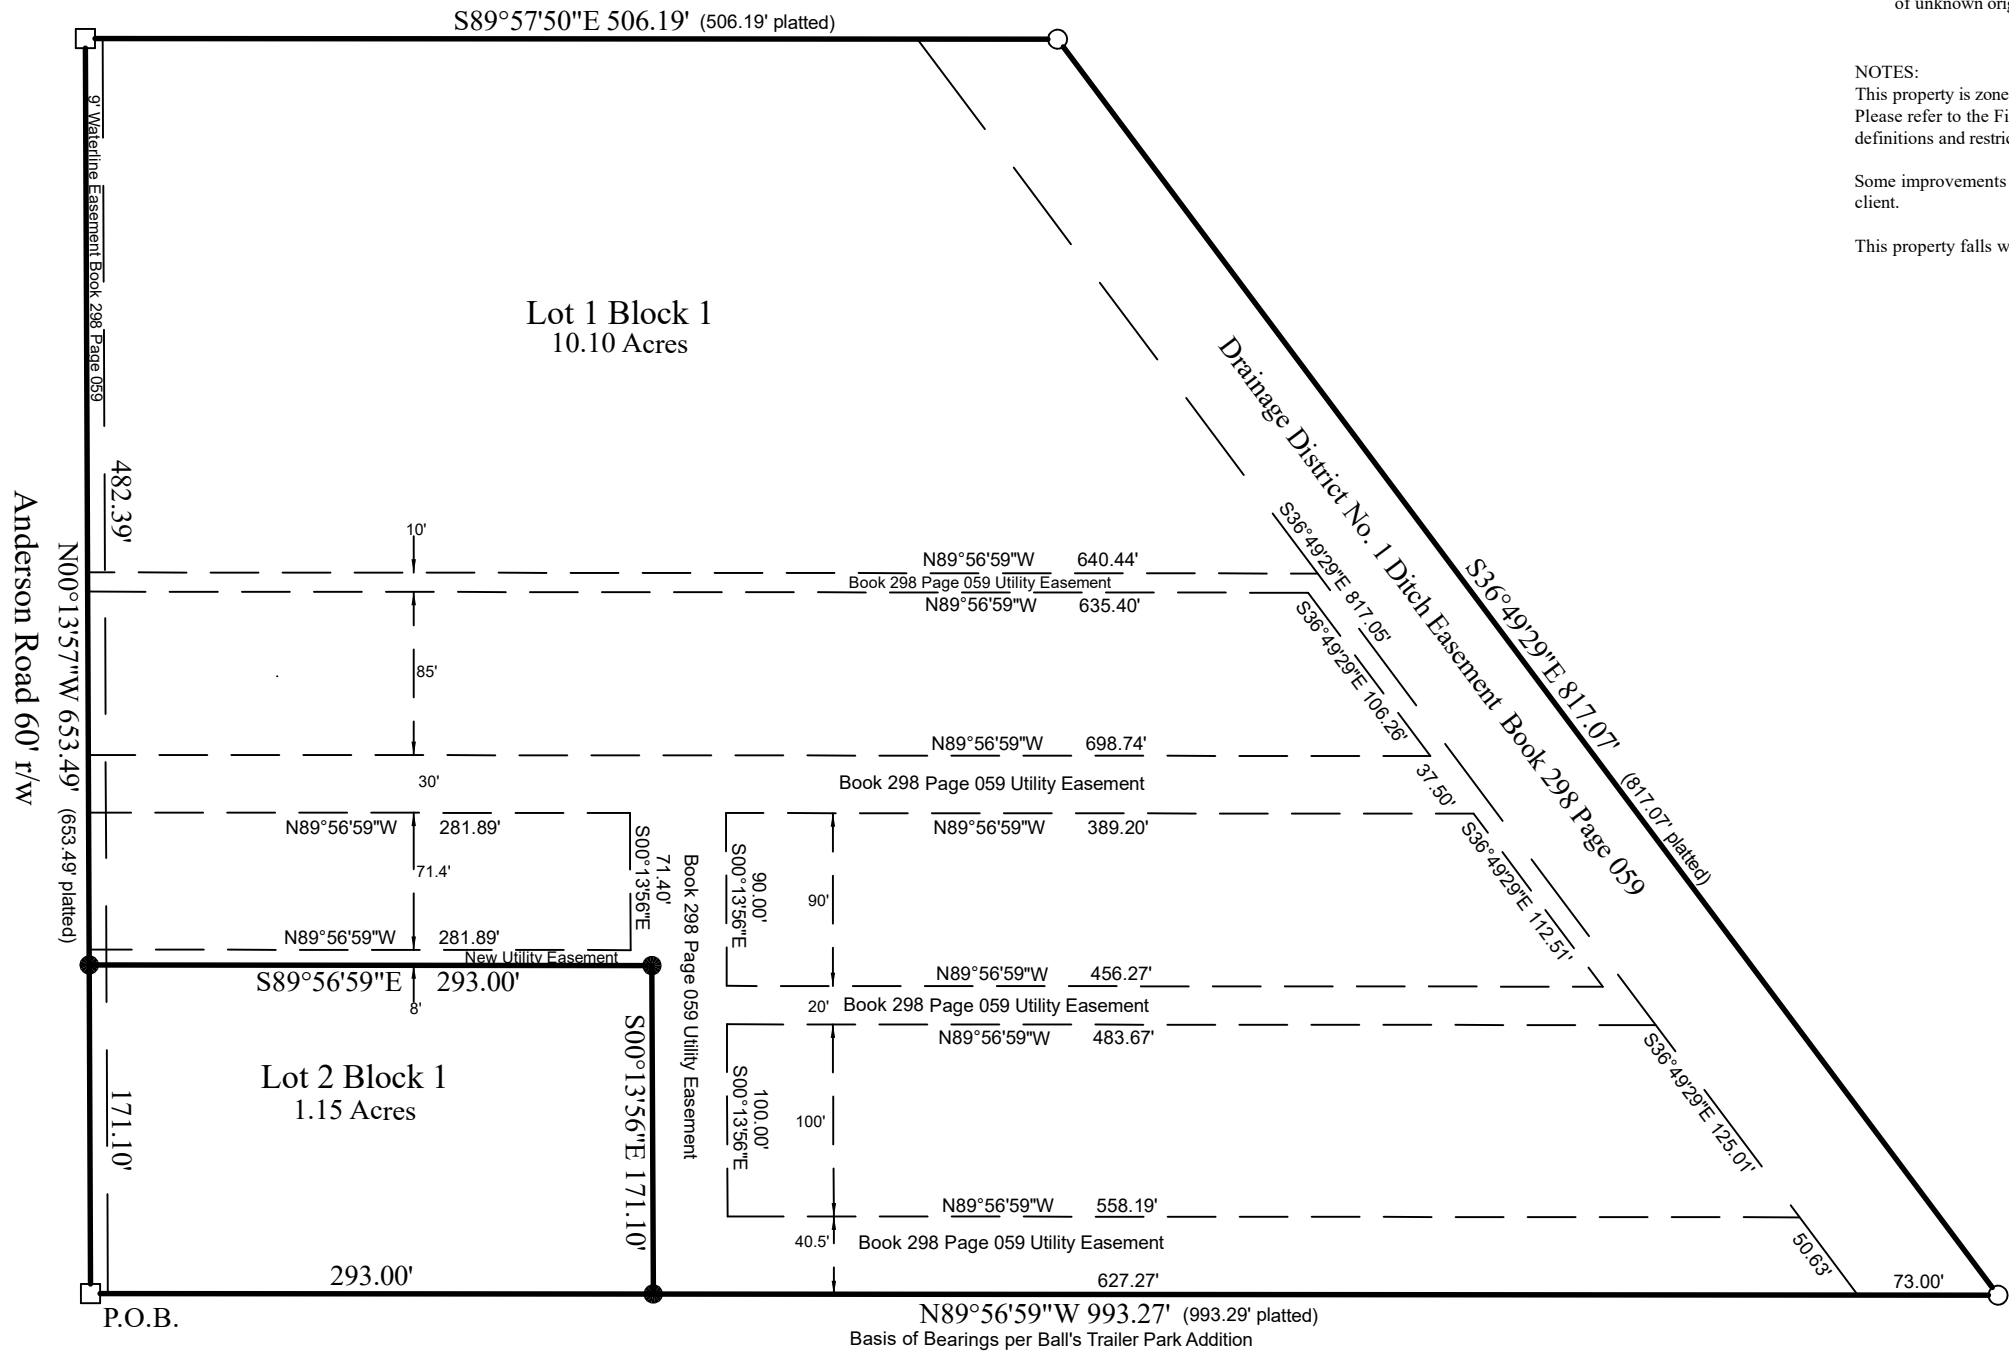 S89°57'50"E 506.19' (506.19' platted)
of unknown
NOTES:
This property is zone
Please refer to the
definitions and
Some improvements
client.
This property falls
9' Waterline Easement Book 298 Page 059
Lot 1 Block 1
10.10 Acres
Drainage District No. 1 Ditch Easement Book 298 Page 059
S36°49'29"E 817.07' (817.07' platted)
482.39'
Anderson Road 60' r/w
N00°13'57"W 653.49' (653.49' platted)
10'
N89°56'59"W 640.44'
Book 298 Page 059 Utility Easement
N89°56'59"W 635.40'
S36°49'29"E 817.05'
S36°49'29"E 106.26'
85'
N89°56'59"W 698.74'
30'
Book 298 Page 059 Utility Easement
37.50'
N89°56'59"W 281.89'
N89°56'59"W 389.20'
71.4'
71.40'
S00°13'56"E
Book 298 Page 059 Utility Easement
90.00'
S00°13'56"E
90'
S36°49'29"E 112.51'
N89°56'59"W 281.89'
New Utility Easement
S89°56'59"E 293.00'
8'
N89°56'59"W 456.27'
20'
Book 298 Page 059 Utility Easement
N89°56'59"W 483.67'
S36°49'29"E 125.01'
Lot 2 Block 1
1.15 Acres
171.10'
S00°13'56"E 171.10'
100.00'
S00°13'56"E
100'
N89°56'59"W 558.19'
40.5'
Book 298 Page 059 Utility Easement
50.63'
293.00'
627.27'
73.00'
P.O.B.
N89°56'59"W 993.27' (993.29' platted)
Basis of Bearings per Ball's Trailer Park Addition